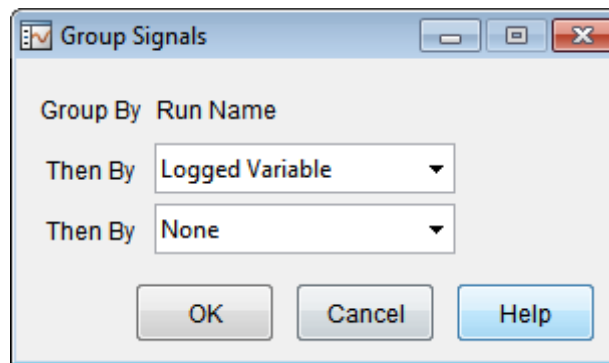 Group Signals
Group By Run Name
Then By Logged Variable
Then By None
OK Cancel Help